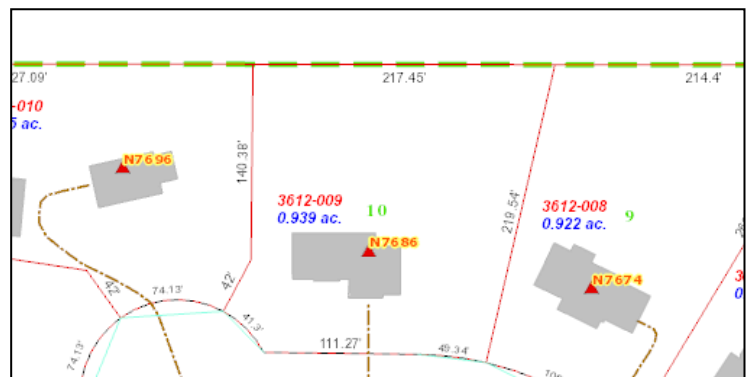 27.09'
217.45'
214.4'
-010
ac.
N7696
140.38'
3612-009
0.939 ac.
10
219.54'
3612-008
0.922 ac.
9
N7686
N7674
42'
74.13'
42'
41.3'
74.13'
111.27'
49.34'